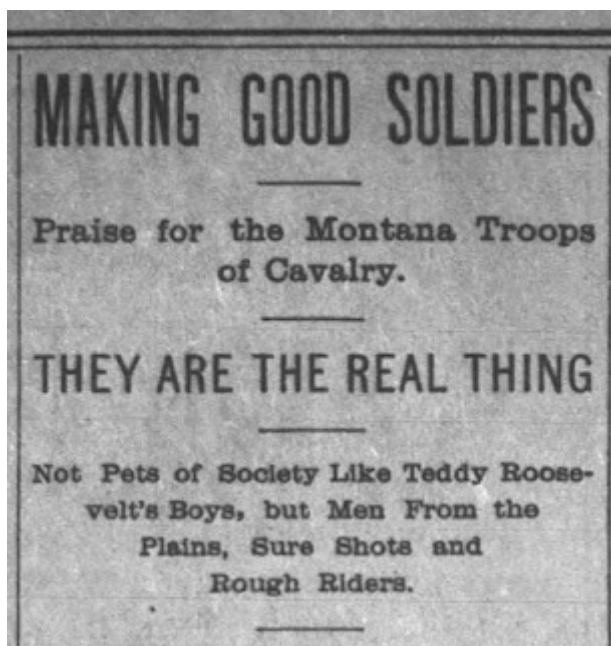 MAKING GOOD SOLDIERS
Praise for the Montana Troops
of Cavalry.
THEY ARE THE REAL THING
Not Pets of Society Like Teddy Roose-
velt's Boys, but Men From the
Plains, Sure Shots and
Rough Riders.